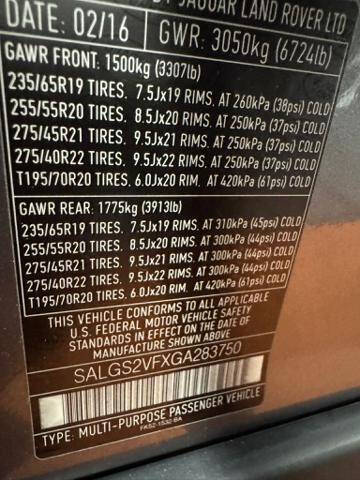 JAGUAR LAND ROVER LTD
DATE: 02/16 GWR: 3050kg (6724lb)
GAWR FRONT: 1500kg (3307lb)
235/65R19 TIRES. 7.5Jx19 RIMS. AT 260kPa (38psi) COLD
255/55R20 TIRES. 8.5Jx20 RIMS. AT 250kPa (37psi) COLD
275/45R21 TIRES. 9.5Jx21 RIMS. AT 250kPa (37psi) COLD
275/40R22 TIRES. 9.5Jx22 RIMS. AT 250kPa (37psi) COLD
T195/70R20 TIRES. 6.0Jx20 RIM. AT 420kPa (61psi) COLD
GAWR REAR: 1775kg (3913lb)
235/65R19 TIRES. 7.5Jx19 RIMS. AT 310kPa (45psi) COLD
255/55R20 TIRES. 8.5Jx20 RIMS. AT 300kPa (44psi) COLD
275/45R21 TIRES. 9.5Jx21 RIMS. AT 300kPa (44psi) COLD
275/40R22 TIRES. 9.5Jx22 RIMS. AT 300kPa (44psi) COLD
T195/70R20 TIRES. 6.0Jx20 RIM. AT 420kPa (61psi) COLD
THIS VEHICLE CONFORMS TO ALL APPLICABLE
U.S. FEDERAL MOTOR VEHICLE SAFETY
STANDARDS IN EFFECT ON THE DATE OF
MANUFACTURE SHOWN ABOVE.
SALGS2VFXGA283750
TYPE: MULTI-PURPOSE PASSENGER VEHICLE
FK52-1532-BA